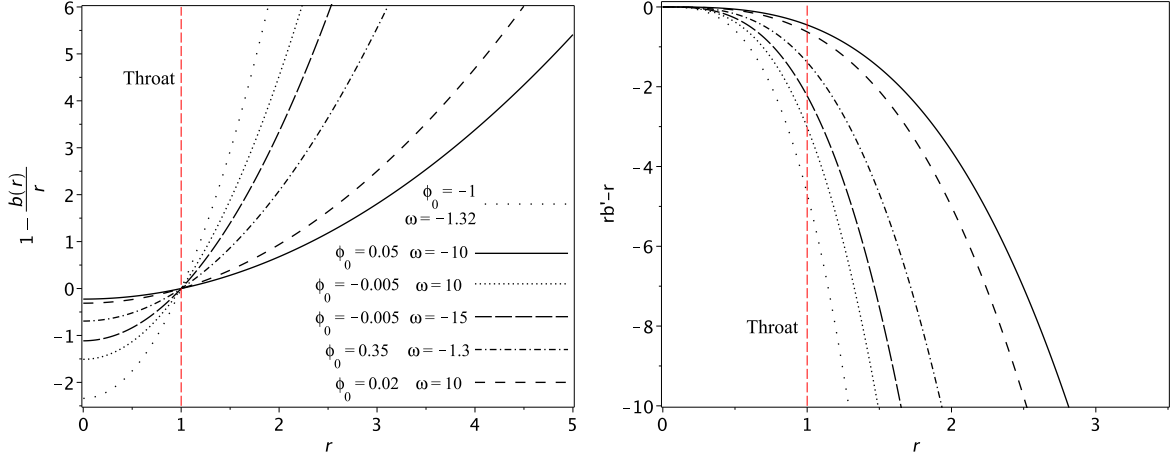 6
5
4
3
2
1
0
−1
−2
1 − b(r)/r
Throat
ϕ0 = −1
ω = −1.32
ϕ0 = 0.05 ω = −10
ϕ0 = −0.005 ω = 10
ϕ0 = −0.005 ω = −15
ϕ0 = 0.35 ω = −1.3
ϕ0 = 0.02 ω = 10
0 1 2 3 4 5
r
0
−2
−4
−6
−8
−10
rb'−r
Throat
0 1 2 3
r